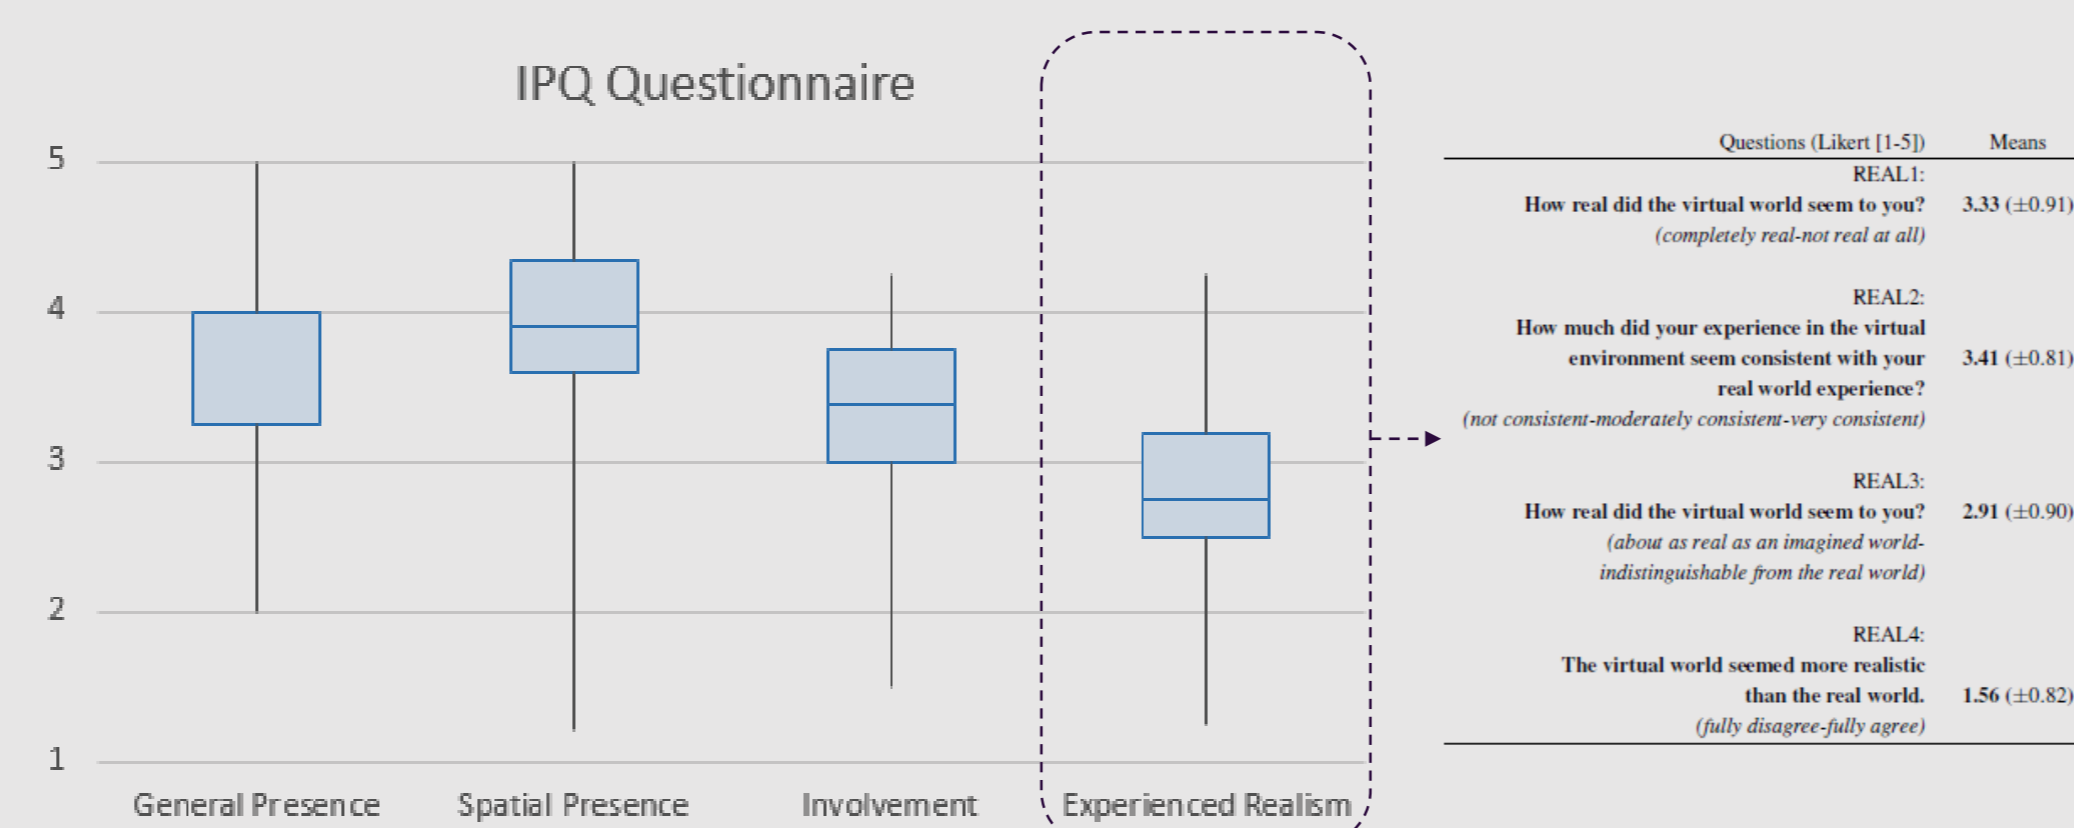 IPQ Questionnaire
5
4
3
2
1
General Presence
Spatial Presence
Involvement
Experienced Realism
Questions (Likert [1-5]) Means
REAL1:
How real did the virtual world seem to you? 3.33 (±0.91)
(completely real-not real at all)
REAL2:
How much did your experience in the virtual
environment seem consistent with your 3.41 (±0.81)
real world experience?
(not consistent-moderately consistent-very consistent)
REAL3:
How real did the virtual world seem to you? 2.91 (±0.90)
(about as real as an imagined world-
indistinguishable from the real world)
REAL4:
The virtual world seemed more realistic
than the real world. 1.56 (±0.82)
(fully disagree-fully agree)